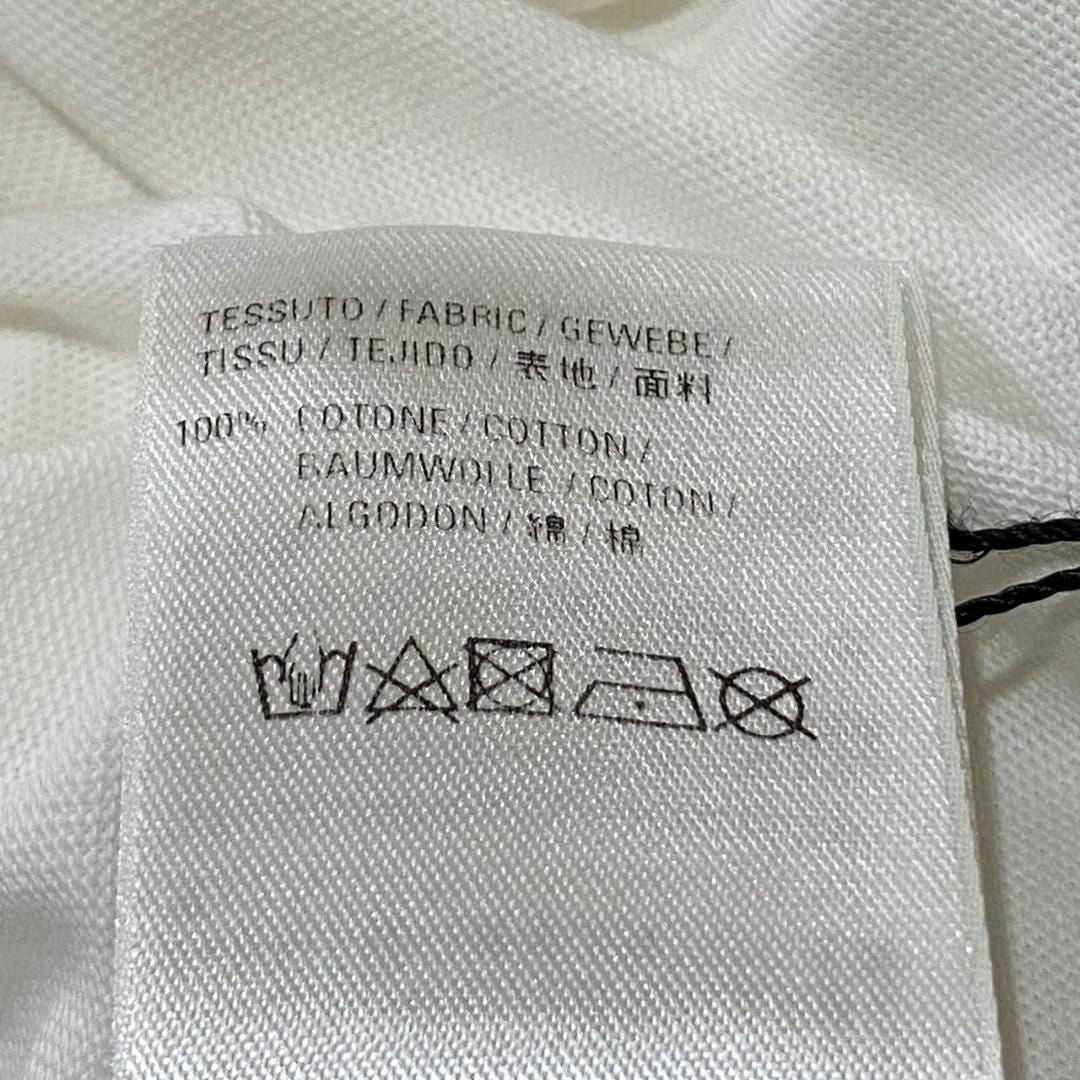 TESSUTO / FABRIC / GEWEBE /
TISSU / TEJIDO / 表地 / 面料
100% COTONE / COTTON /
BAUMWOLLE / COTON /
ALGODON / 綿 / 棉